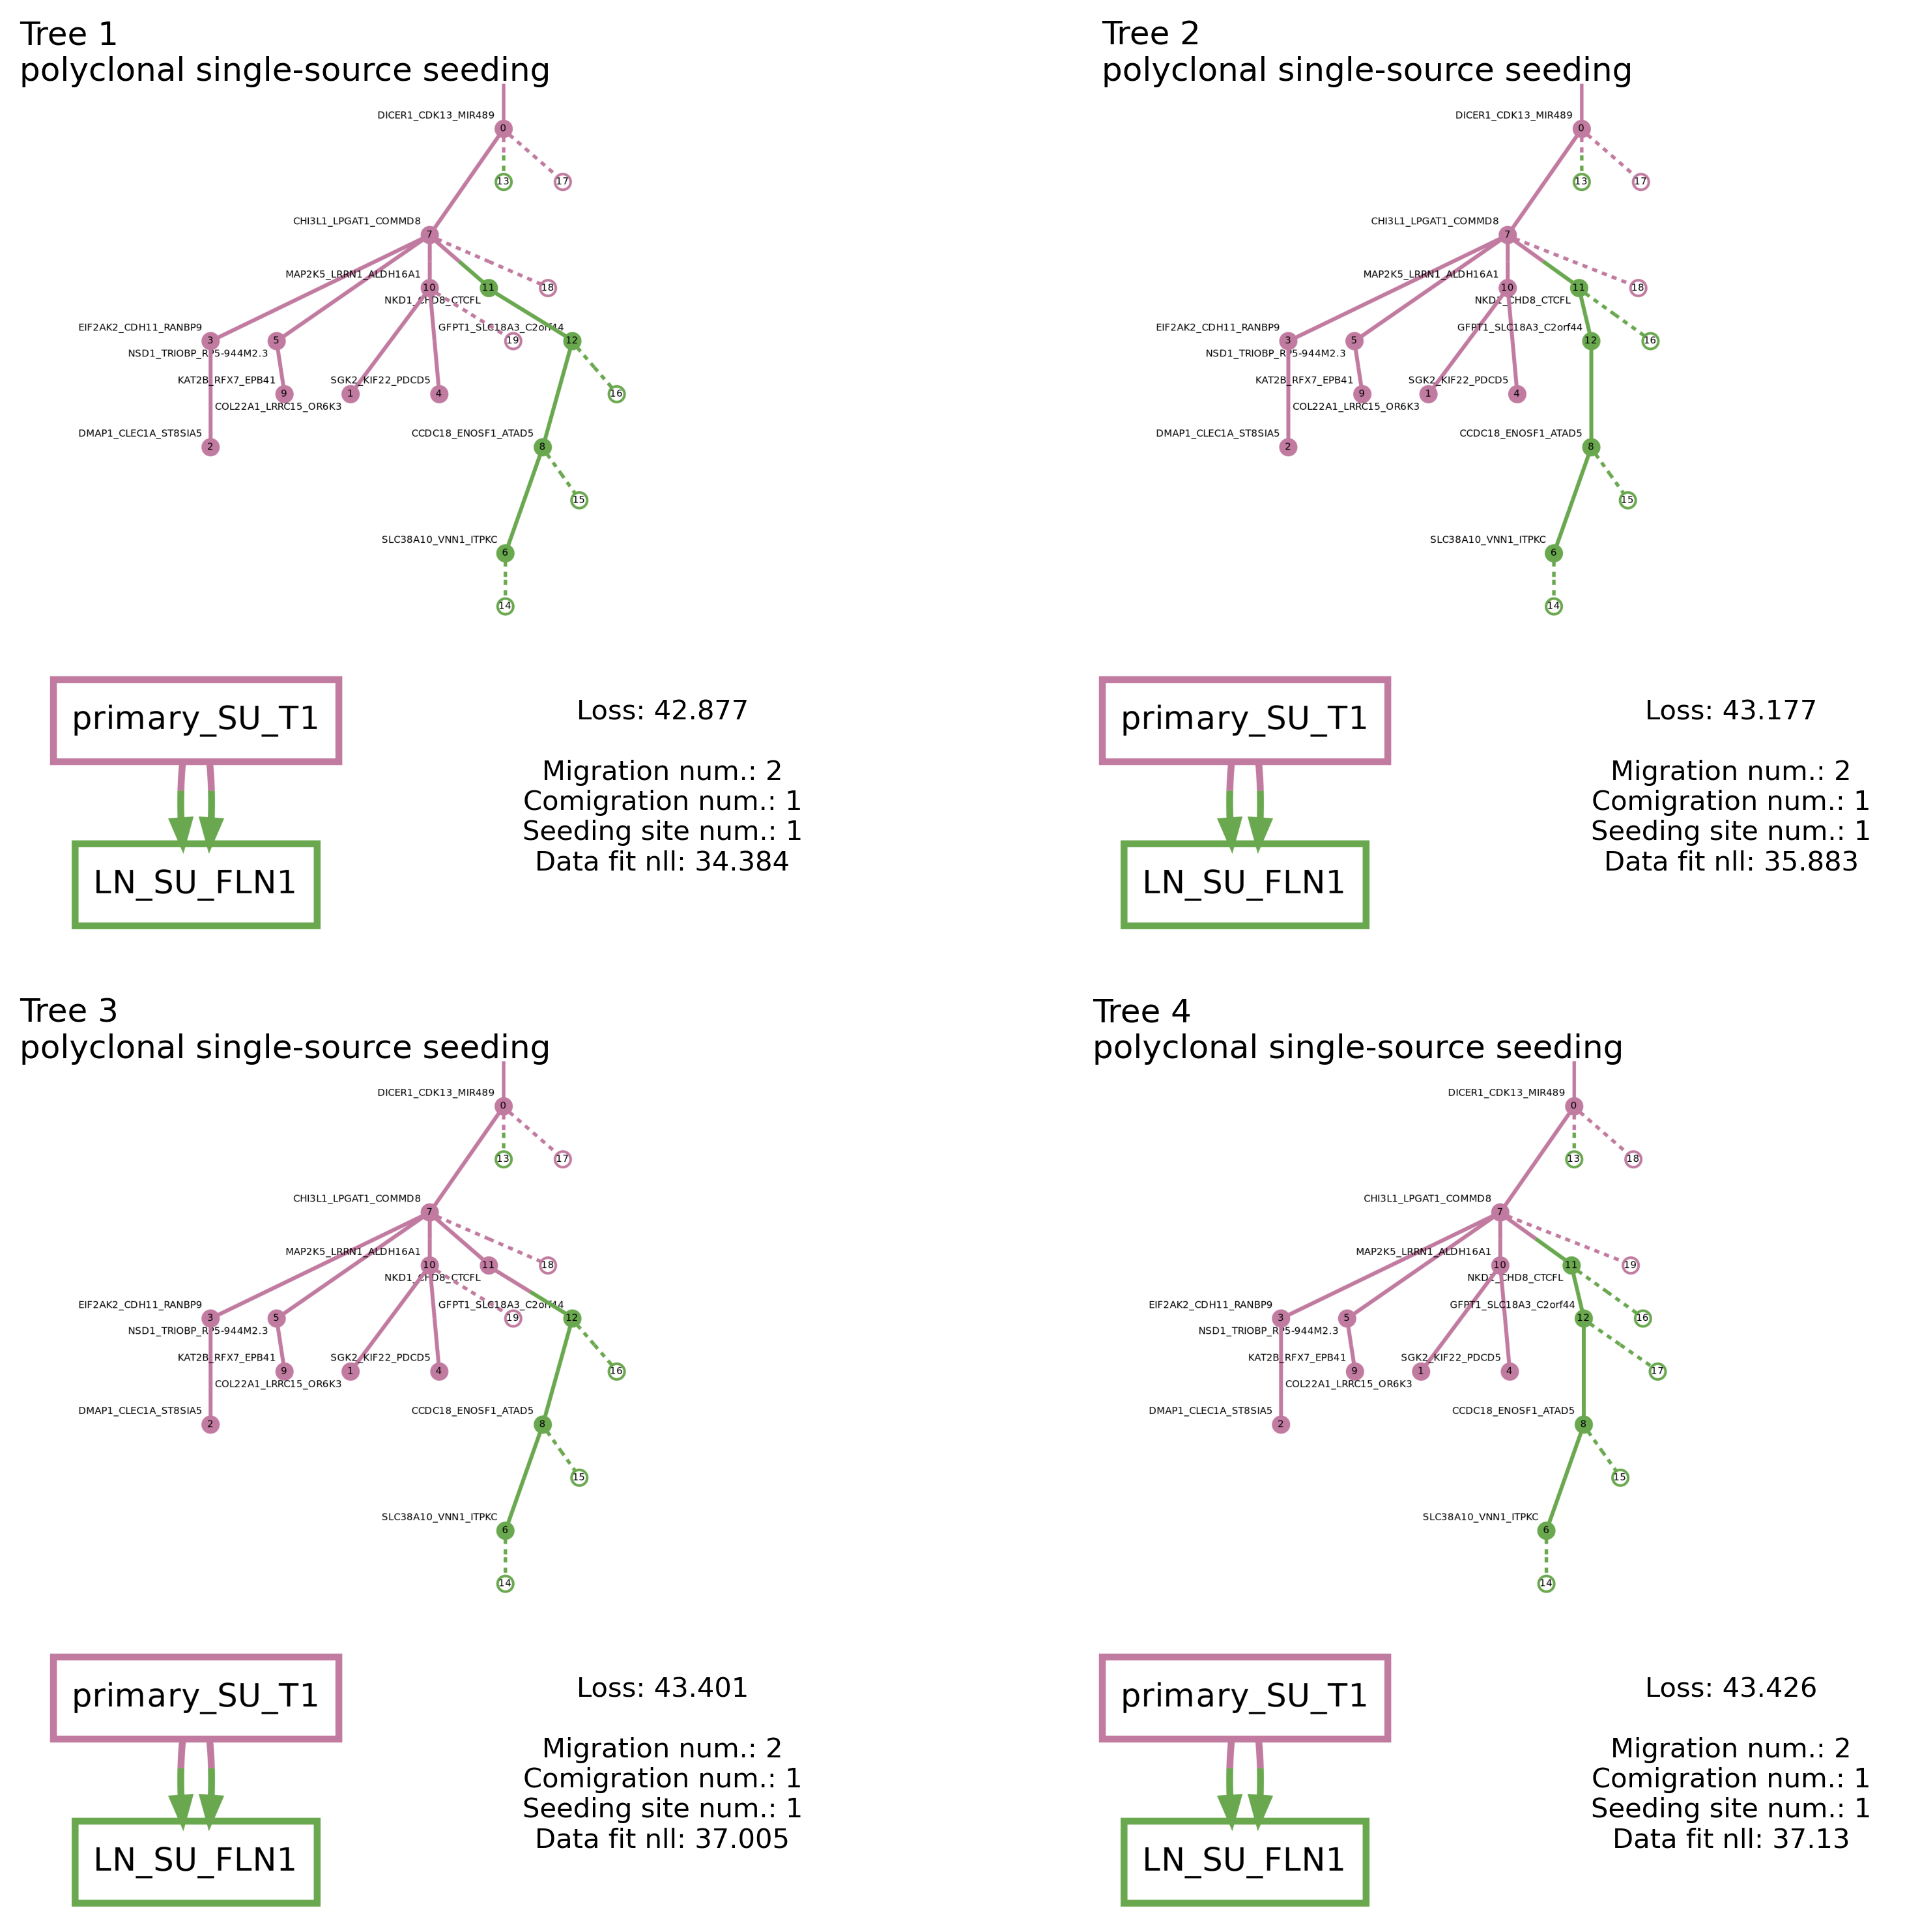 Tree 1
polyclonal single-source seeding
DICER1_CDK13_MIR489
0
13
17
CHI3L1_LPGAT1_COMMD8
7
MAP2K5_LRRN1_ALDH16A1
10
11
18
NKD1_CHD8_CTCFL
EIF2AK2_CDH11_RANBP9
3
5
GFPT1_SLC18A3_C2orf44
19
12
NSD1_TRIOBP_RP5-944M2.3
KAT2B_RFX7_EPB41
9
SGK2_KIF22_PDCD5
1
4
16
COL22A1_LRRC15_OR6K3
DMAP1_CLEC1A_ST8SIA5
2
CCDC18_ENOSF1_ATAD5
8
15
SLC38A10_VNN1_ITPKC
6
14
primary_SU_T1
LN_SU_FLN1
Loss: 42.877
Migration num.: 2
Comigration num.: 1
Seeding site num.: 1
Data fit nll: 34.384
Tree 2
polyclonal single-source seeding
DICER1_CDK13_MIR489
0
13
17
CHI3L1_LPGAT1_COMMD8
7
MAP2K5_LRRN1_ALDH16A1
10
11
18
NKD1_CHD8_CTCFL
EIF2AK2_CDH11_RANBP9
3
5
GFPT1_SLC18A3_C2orf44
12
16
NSD1_TRIOBP_RP5-944M2.3
KAT2B_RFX7_EPB41
9
SGK2_KIF22_PDCD5
1
4
COL22A1_LRRC15_OR6K3
DMAP1_CLEC1A_ST8SIA5
2
CCDC18_ENOSF1_ATAD5
8
15
SLC38A10_VNN1_ITPKC
6
14
primary_SU_T1
LN_SU_FLN1
Loss: 43.177
Migration num.: 2
Comigration num.: 1
Seeding site num.: 1
Data fit nll: 35.883
Tree 3
polyclonal single-source seeding
DICER1_CDK13_MIR489
0
13
17
CHI3L1_LPGAT1_COMMD8
7
MAP2K5_LRRN1_ALDH16A1
10
11
18
NKD1_CHD8_CTCFL
EIF2AK2_CDH11_RANBP9
3
5
GFPT1_SLC18A3_C2orf44
19
12
NSD1_TRIOBP_RP5-944M2.3
KAT2B_RFX7_EPB41
9
SGK2_KIF22_PDCD5
1
4
16
COL22A1_LRRC15_OR6K3
DMAP1_CLEC1A_ST8SIA5
2
CCDC18_ENOSF1_ATAD5
8
15
SLC38A10_VNN1_ITPKC
6
14
primary_SU_T1
LN_SU_FLN1
Loss: 43.401
Migration num.: 2
Comigration num.: 1
Seeding site num.: 1
Data fit nll: 37.005
Tree 4
polyclonal single-source seeding
DICER1_CDK13_MIR489
0
13
18
CHI3L1_LPGAT1_COMMD8
7
MAP2K5_LRRN1_ALDH16A1
10
11
19
NKD1_CHD8_CTCFL
EIF2AK2_CDH11_RANBP9
3
5
GFPT1_SLC18A3_C2orf44
12
16
NSD1_TRIOBP_RP5-944M2.3
KAT2B_RFX7_EPB41
9
SGK2_KIF22_PDCD5
1
4
17
COL22A1_LRRC15_OR6K3
DMAP1_CLEC1A_ST8SIA5
2
CCDC18_ENOSF1_ATAD5
8
15
SLC38A10_VNN1_ITPKC
6
14
primary_SU_T1
LN_SU_FLN1
Loss: 43.426
Migration num.: 2
Comigration num.: 1
Seeding site num.: 1
Data fit nll: 37.13